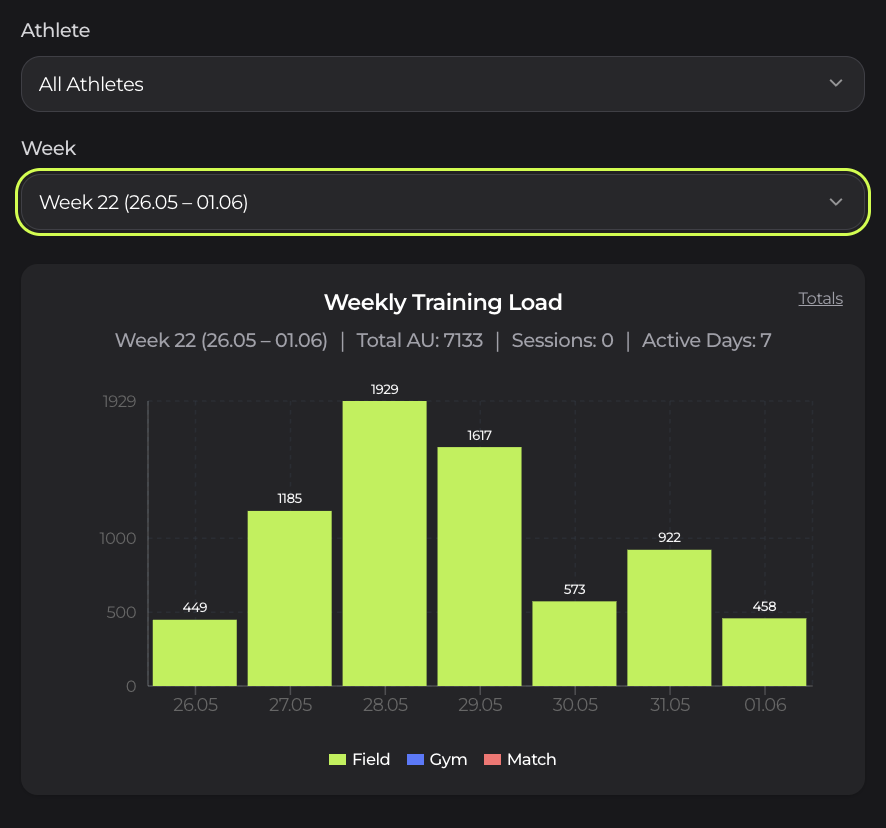 Athlete
All Athletes
Week
Week 22 (26.05 – 01.06)
Weekly Training Load
Totals
Week 22 (26.05 – 01.06) | Total AU: 7133 | Sessions: 0 | Active Days: 7
1929
1929
1617
1185
1000
922
500
573
449
458
0
26.05 27.05 28.05 29.05 30.05 31.05 01.06
Field Gym Match